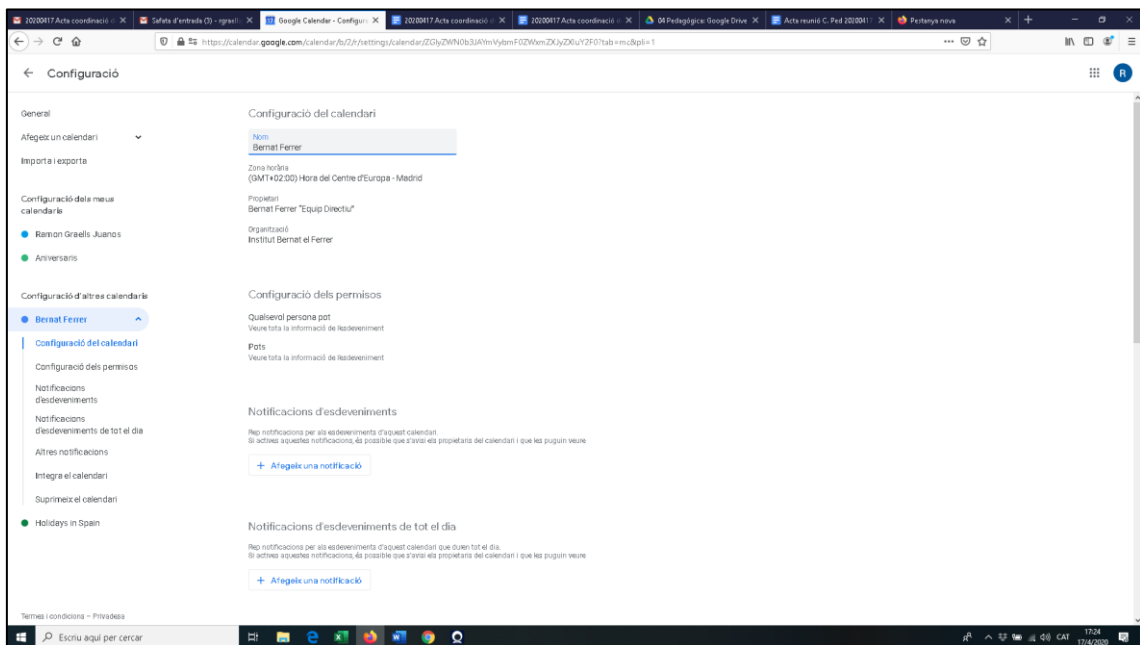 20200417 Acta coordinació d
Safata d'entrada (3) - rgraells
Google Calendar - Configura
20200417 Acta coordinació d
20200417 Acta coordinació d
04 Pedagògica: Google Drive
Acta reunió C. Ped 20200417
Pestanya nova
https://calendar.google.com/calendar/b/2/r/settings/calendar/
Configuració
R
General
Afegeix un calendari
Importa i exporta
Configuració dels meus
calendaris
Ramon Graells Juanos
Aniversaris
Configuració d'altres calendaris
Bernat Ferrer
Configuració del calendari
Configuració dels permisos
Notificacions
d'esdeveniments
Notificacions
d'esdeveniments de tot el dia
Altres notificacions
Integra el calendari
Suprimeix el calendari
Holidays in Spain
Termes i condicions – Privadesa
Configuració del calendari
Nom
Bernat Ferrer
Zona horària
(GMT+02:00) Hora del Centre d'Europa - Madrid
Propietari
Bernat Ferrer "Equip Directiu"
Organització
Institut Bernat el Ferrer
Configuració dels permisos
Qualsevol persona pot
Veure tota la informació de l'esdeveniment
Pots
Veure tota la informació de l'esdeveniment
Notificacions d'esdeveniments
Rep notificacions per als esdeveniments d'aquest calendari.
Si actives aquestes notificacions, és possible que s'avisi els propietaris del calendari i que les puguin veure
+ Afegeix una notificació
Notificacions d'esdeveniments de tot el dia
Rep notificacions per als esdeveniments d'aquest calendari que duren tot el dia.
Si actives aquestes notificacions, és possible que s'avisi els propietaris del calendari i que les puguin veure
+ Afegeix una notificació
Escriu aquí per cercar
CAT
17:24
17/4/2020